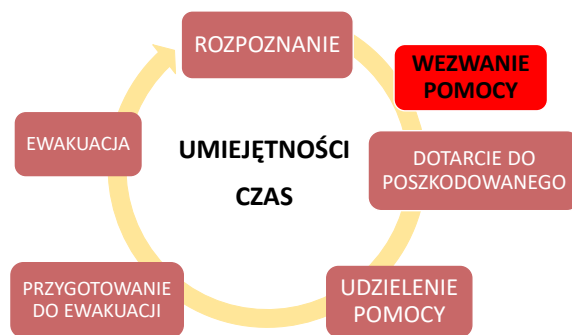 ROZPOZNANIE
WEZWANIE
POMOCY
DOTARCIE DO
POSZKODOWANEGO
UDZIELENIE
POMOCY
PRZYGOTOWANIE
DO EWAKUACJI
EWAKUACJA
UMIEJĘTNOŚCI
CZAS